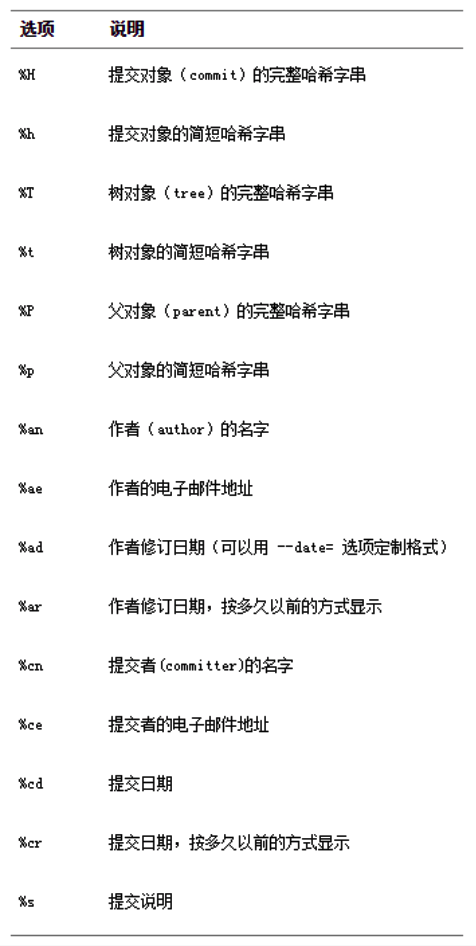 选项 说明
%H 提交对象（commit）的完整哈希字串
%h 提交对象的简短哈希字串
%T 树对象（tree）的完整哈希字串
%t 树对象的简短哈希字串
%P 父对象（parent）的完整哈希字串
%p 父对象的简短哈希字串
%an 作者（author）的名字
%ae 作者的电子邮件地址
%ad 作者修订日期（可以用 --date= 选项定制格式）
%ar 作者修订日期，按多久以前的方式显示
%cn 提交者(committer)的名字
%ce 提交者的电子邮件地址
%cd 提交日期
%cr 提交日期，按多久以前的方式显示
%s 提交说明